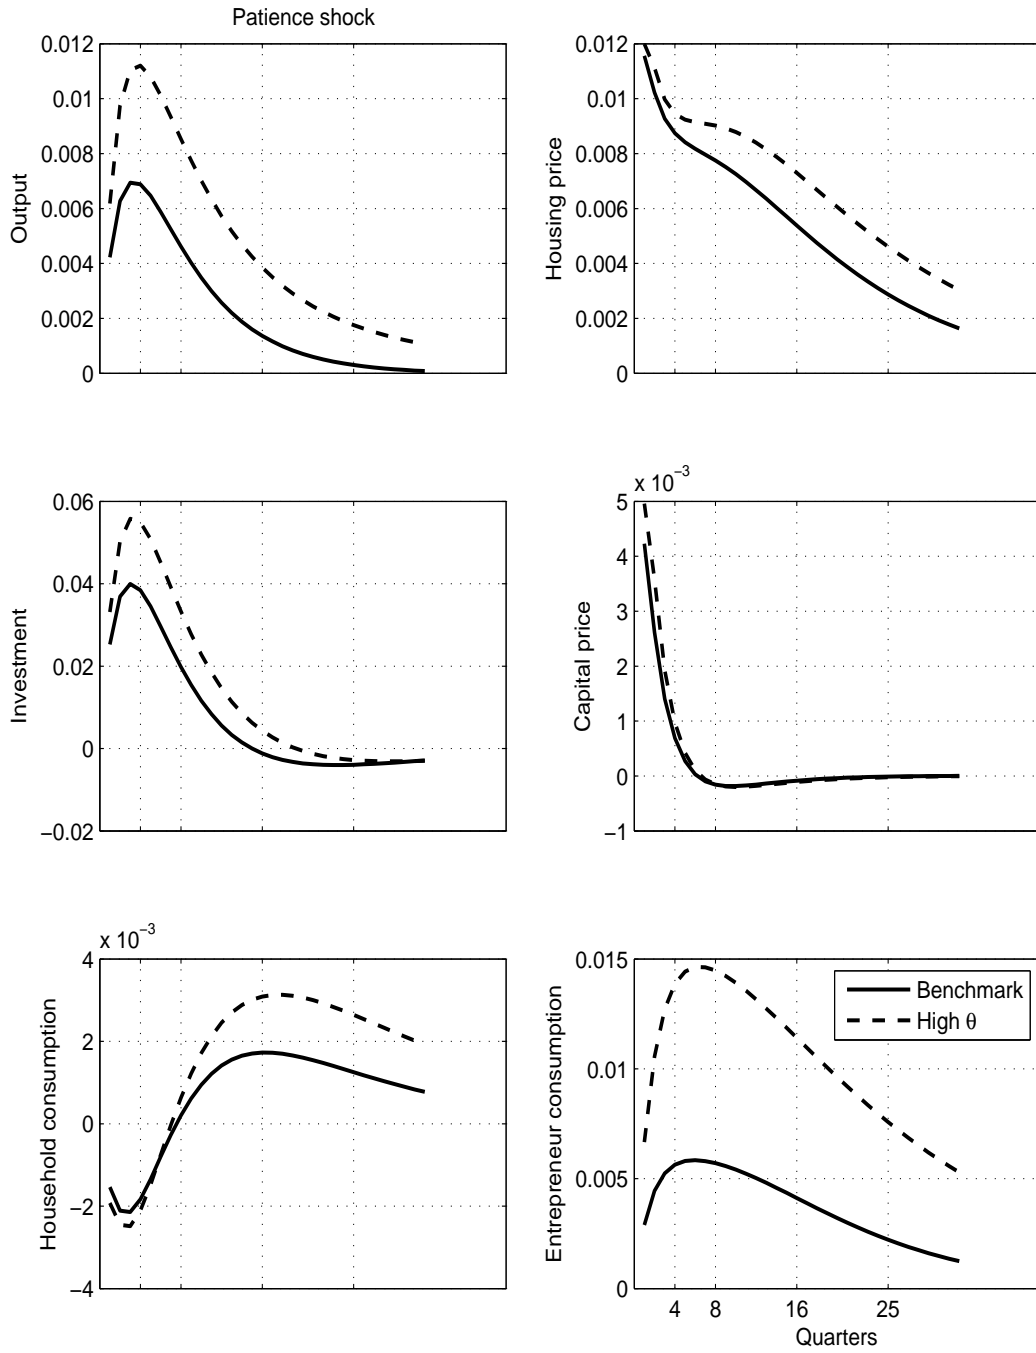 Patience shock
0.012
0.01
0.008
0.006
0.004
0.002
0
Output
0.012
0.01
0.008
0.006
0.004
0.002
0
Housing price
0.06
0.04
0.02
0
−0.02
Investment
x 10−3
5
4
3
2
1
0
−1
Capital price
x 10−3
4
2
0
−2
−4
Household consumption
0.015
0.01
0.005
0
Entrepreneur consumption
Benchmark
High θ
4 8 16 25
Quarters